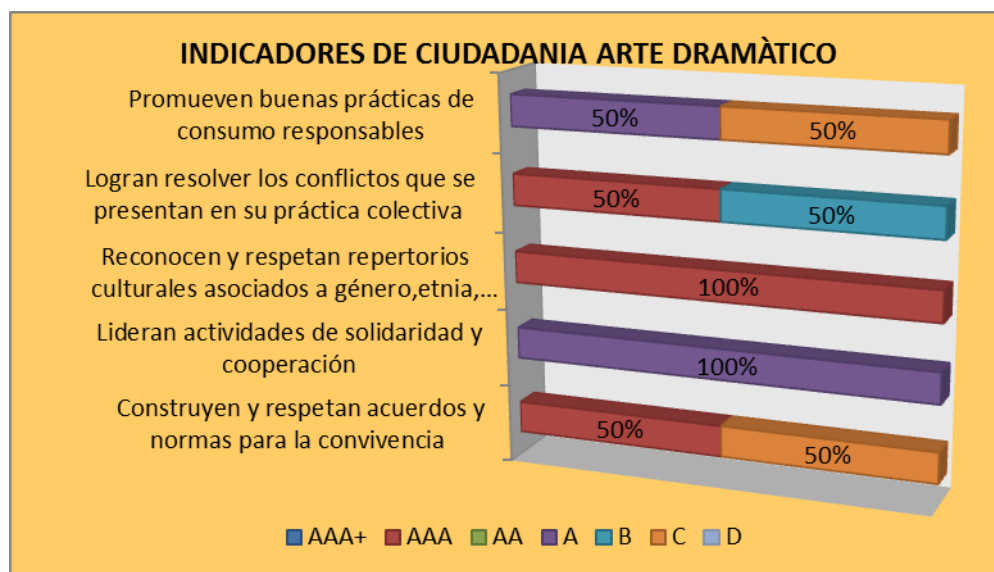 INDICADORES DE CIUDADANIA ARTE DRAMÀTICO
Promueven buenas prácticas de
consumo responsables
50% 50%
Logran resolver los conflictos que se
presentan en su práctica colectiva
50% 50%
Reconocen y respetan repertorios
culturales asociados a género,etnia,...
100%
Lideran actividades de solidaridad y
cooperación
100%
Construyen y respetan acuerdos y
normas para la convivencia
50% 50%
AAA+ AAA AA A B C D